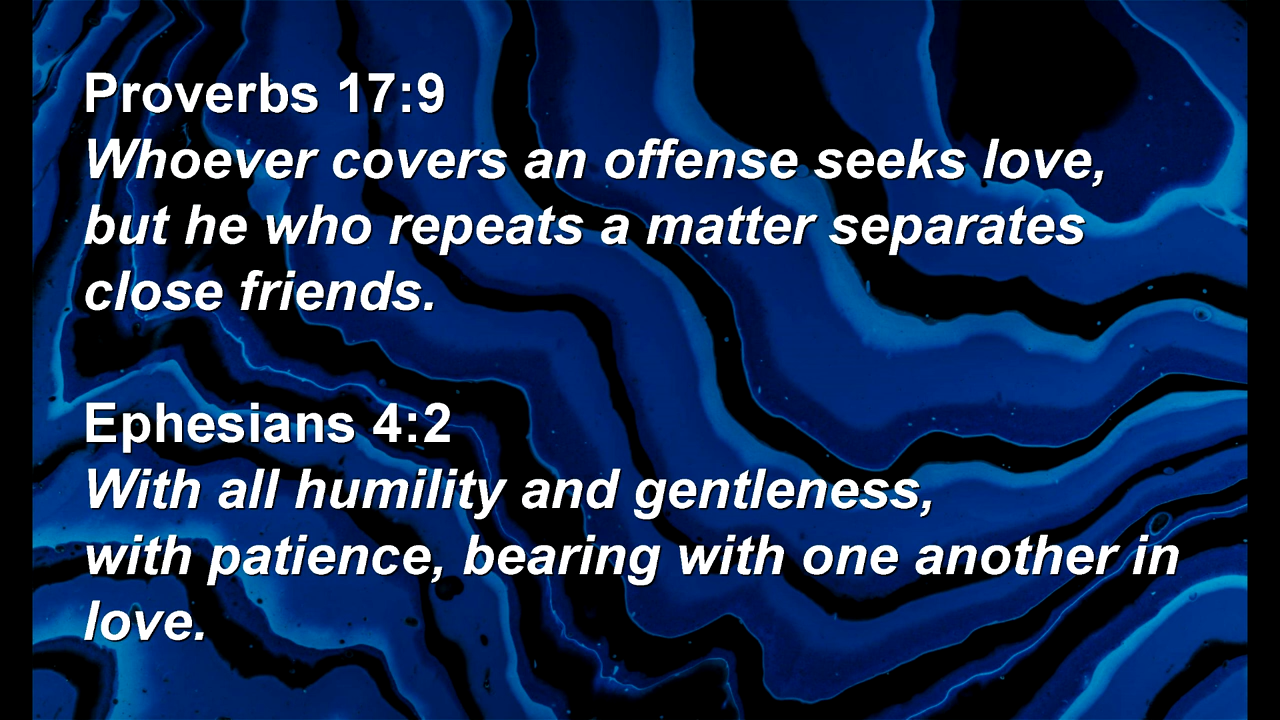 Proverbs 17:9
Whoever covers an offense seeks love,
but he who repeats a matter separates
close friends.
Ephesians 4:2
With all humility and gentleness,
with patience, bearing with one another in
love.